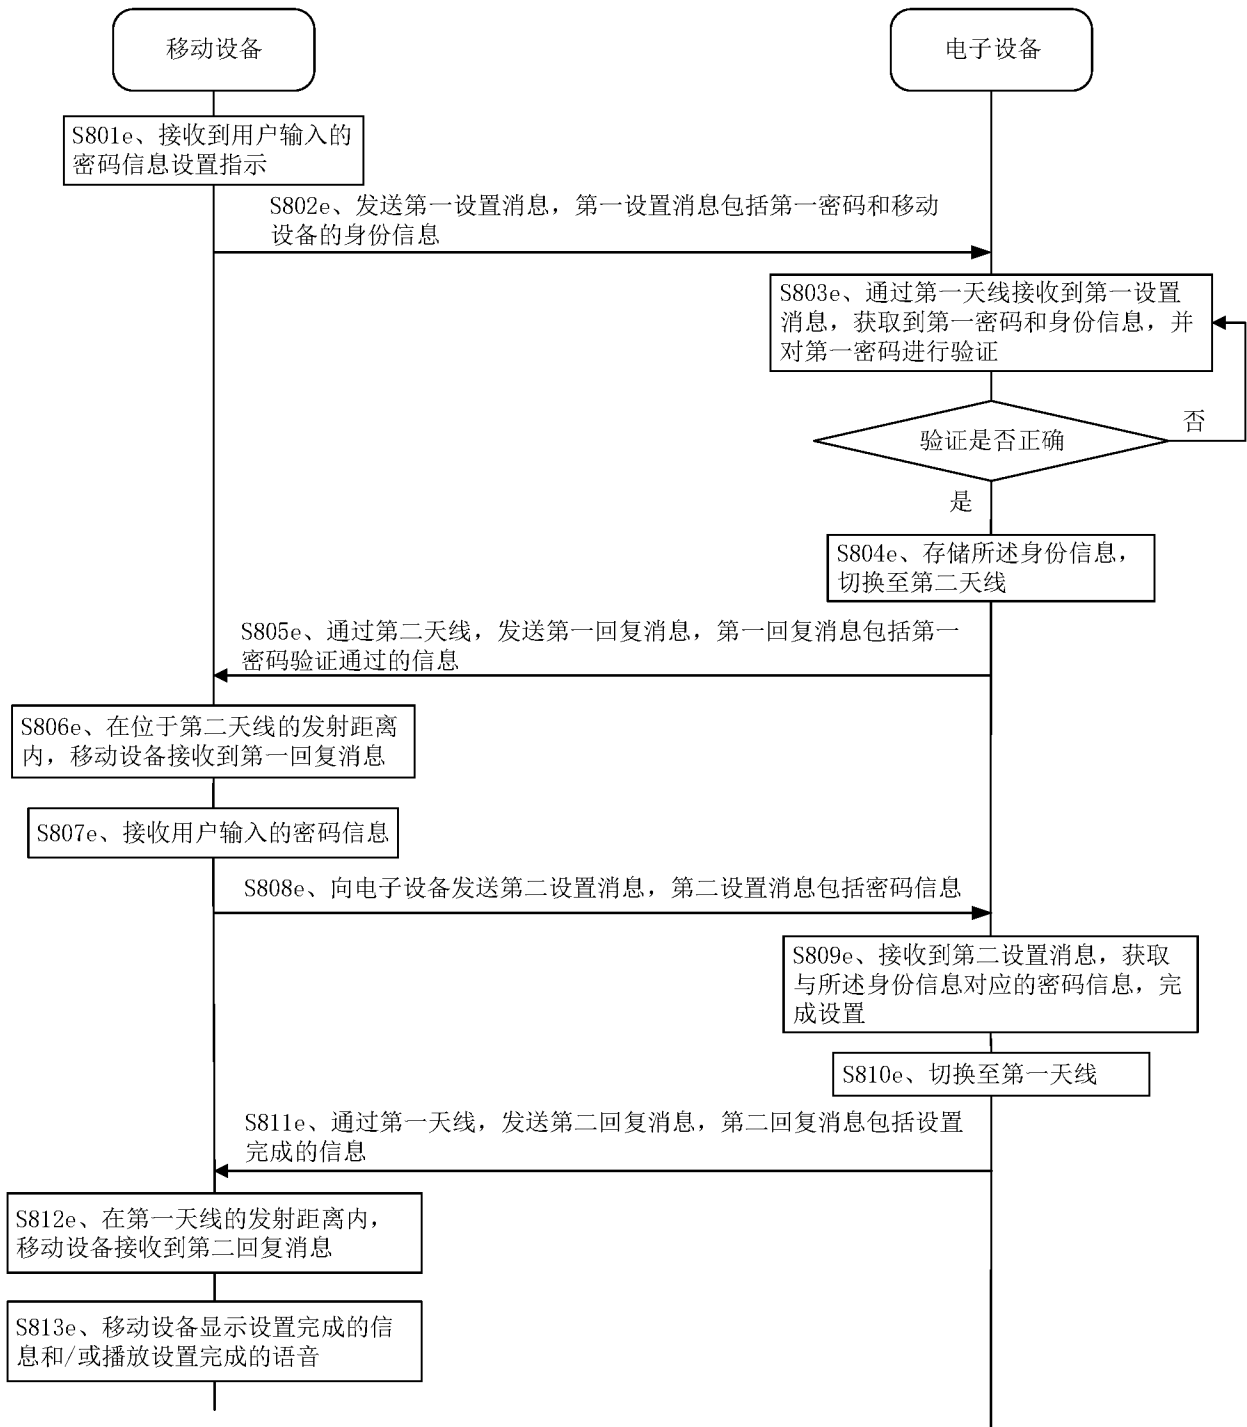 移动设备
电子设备
S801e、接收到用户输入的
密码信息设置指示
S802e、发送第一设置消息，第一设置消息包括第一密码和移动
设备的身份信息
S803e、通过第一天线接收到第一设置
消息，获取到第一密码和身份信息，并
对第一密码进行验证
否
验证是否正确
是
S804e、存储所述身份信息，
切换至第二天线
S805e、通过第二天线，发送第一回复消息，第一回复消息包括第一
密码验证通过的信息
S806e、在位于第二天线的发射距离
内，移动设备接收到第一回复消息
S807e、接收用户输入的密码信息
S808e、向电子设备发送第二设置消息，第二设置消息包括密码信息
S809e、接收到第二设置消息，获取
与所述身份信息对应的密码信息，完
成设置
S810e、切换至第一天线
S811e、通过第一天线，发送第二回复消息，第二回复消息包括设置
完成的信息
S812e、在第一天线的发射距离内，
移动设备接收到第二回复消息
S813e、移动设备显示设置完成的信
息和/或播放设置完成的语音